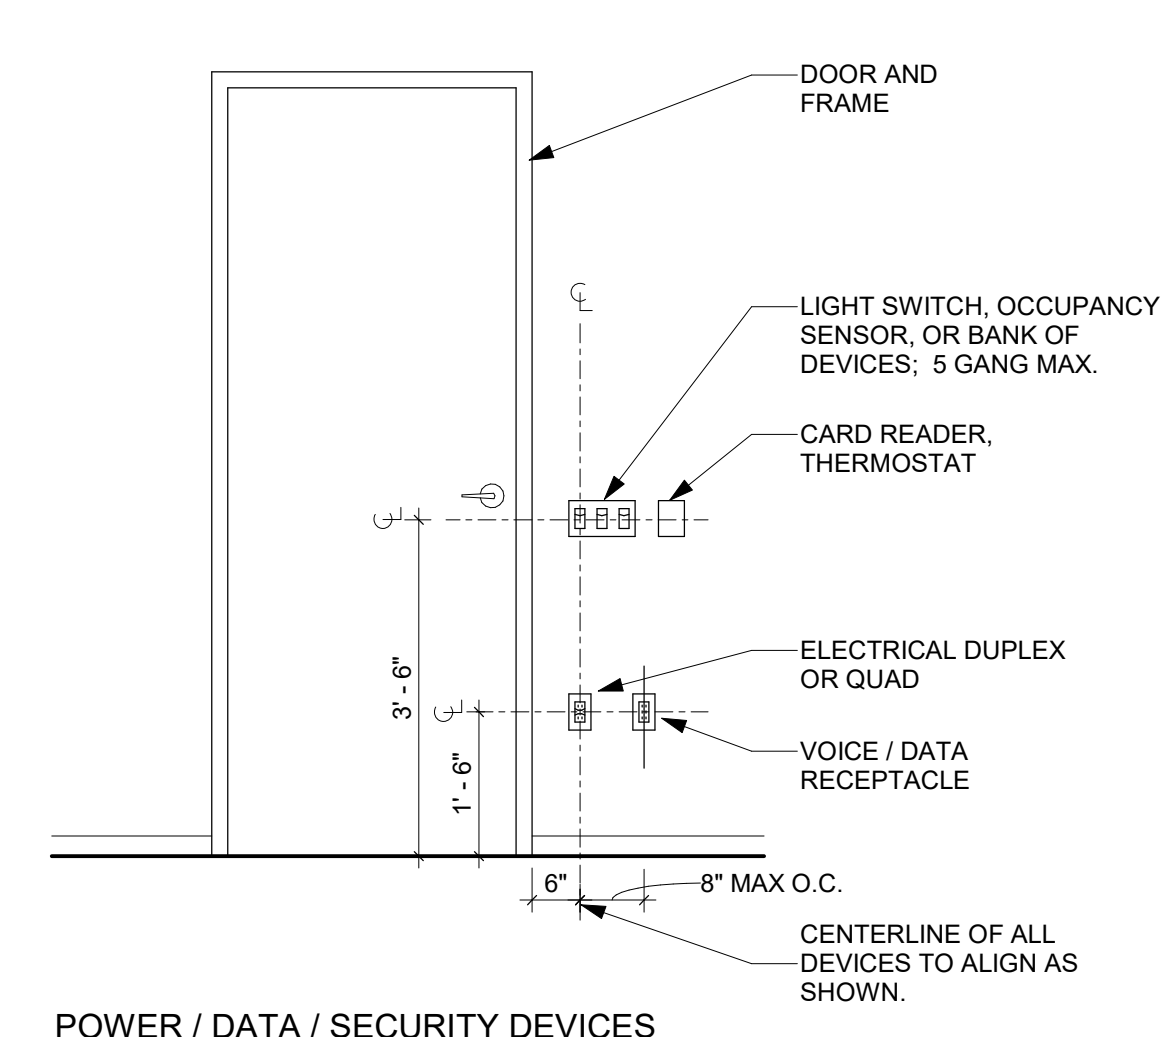 DOOR AND
FRAME
℄
LIGHT SWITCH, OCCUPANCY
SENSOR, OR BANK OF
DEVICES;  5 GANG MAX.
CARD READER,
THERMOSTAT
℄
3' - 6"
ELECTRICAL DUPLEX
OR QUAD
℄
1' - 6"
VOICE / DATA
RECEPTACLE
6"
8" MAX O.C.
CENTERLINE OF ALL
DEVICES TO ALIGN AS
SHOWN.
POWER / DATA / SECURITY DEVICES